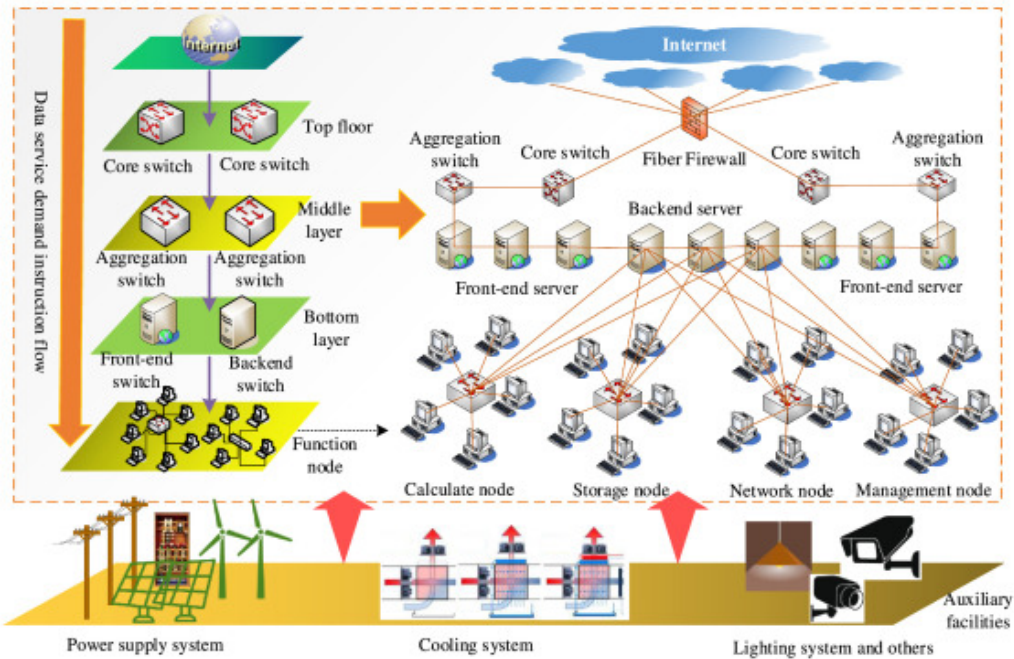 Data service demand instruction flow
Internet
Top floor
Core switch
Core switch
Middle
layer
Aggregation
switch
Aggregation
switch
Bottom
layer
Front-end
switch
Backend
switch
Function
node
Internet
Aggregation
switch
Core switch
Fiber Firewall
Core switch
Aggregation
switch
Backend server
Front-end server
Front-end server
Calculate node
Storage node
Network node
Management node
Power supply system
Cooling system
Lighting system and others
Auxiliary
facilities